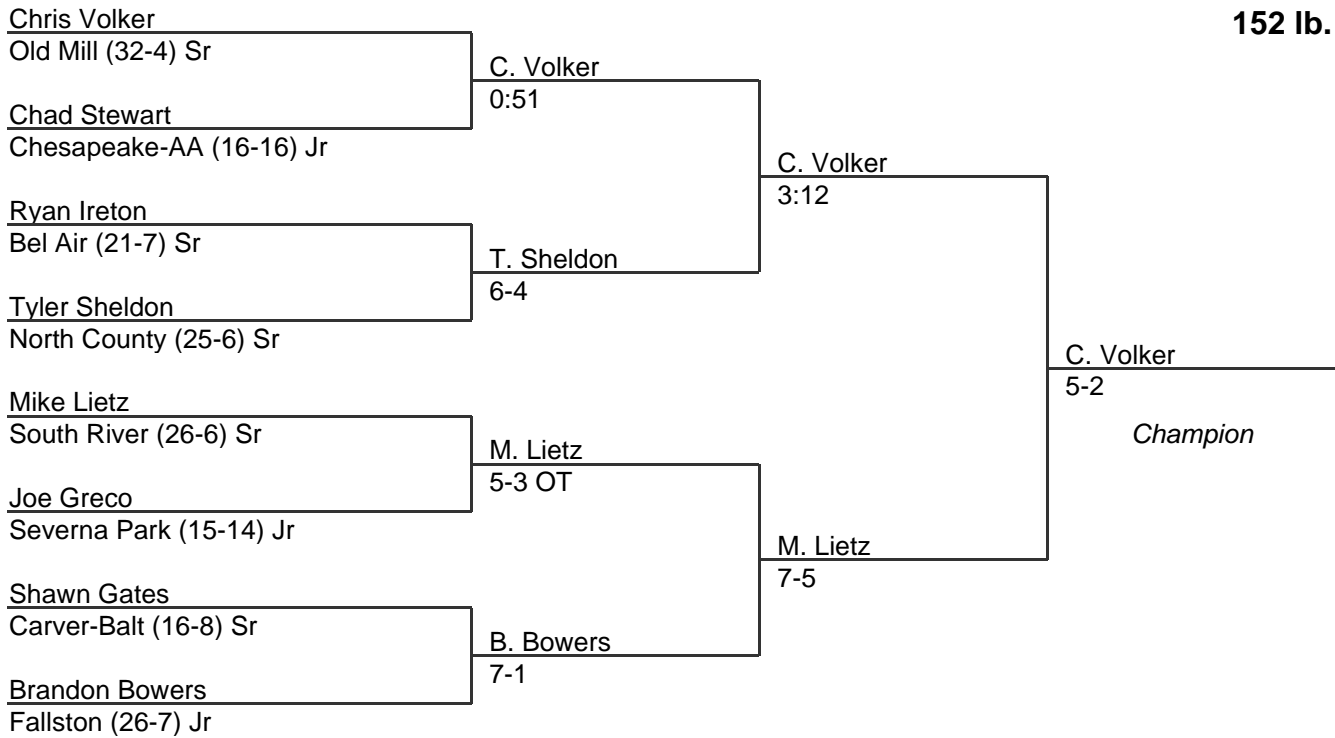 152 lb.
Chris Volker
Old Mill (32-4) Sr
C. Volker
0:51
Chad Stewart
Chesapeake-AA (16-16) Jr
C. Volker
3:12
Ryan Ireton
Bel Air (21-7) Sr
T. Sheldon
6-4
Tyler Sheldon
North County (25-6) Sr
C. Volker
5-2
Champion
Mike Lietz
South River (26-6) Sr
M. Lietz
5-3 OT
Joe Greco
Severna Park (15-14) Jr
M. Lietz
7-5
Shawn Gates
Carver-Balt (16-8) Sr
B. Bowers
7-1
Brandon Bowers
Fallston (26-7) Jr